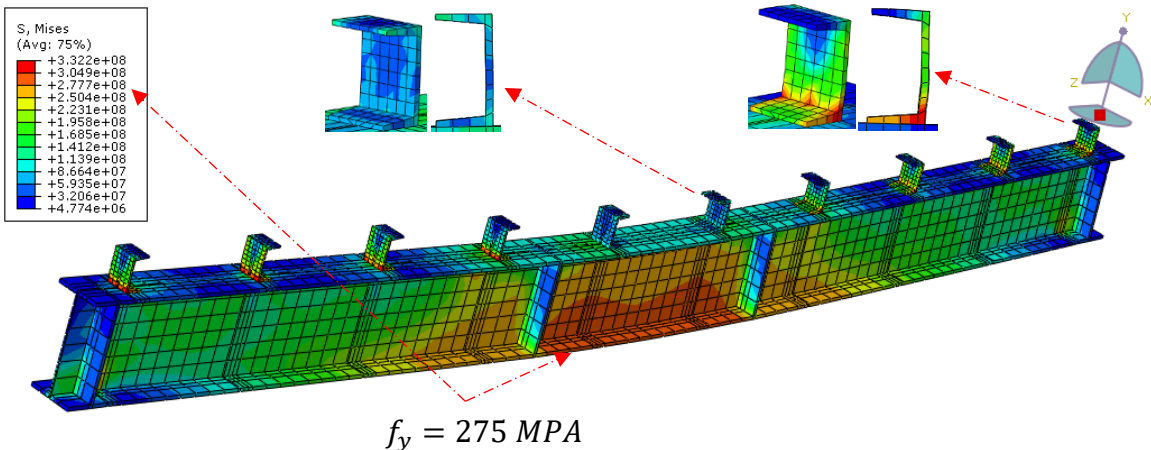 S, Mises
(Avg: 75%)
+3.322e+08
+3.049e+08
+2.777e+08
+2.504e+08
+2.231e+08
+1.958e+08
+1.685e+08
+1.412e+08
+1.139e+08
+8.664e+07
+5.935e+07
+3.206e+07
+4.774e+06
Y
Z
X
f_y = 275 MPA